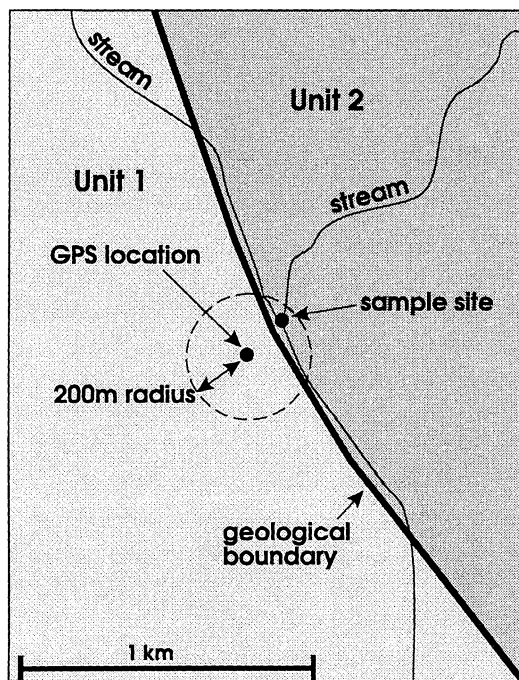 stream
Unit 2
Unit 1
stream
GPS location
sample site
200m radius
geological
boundary
1 km